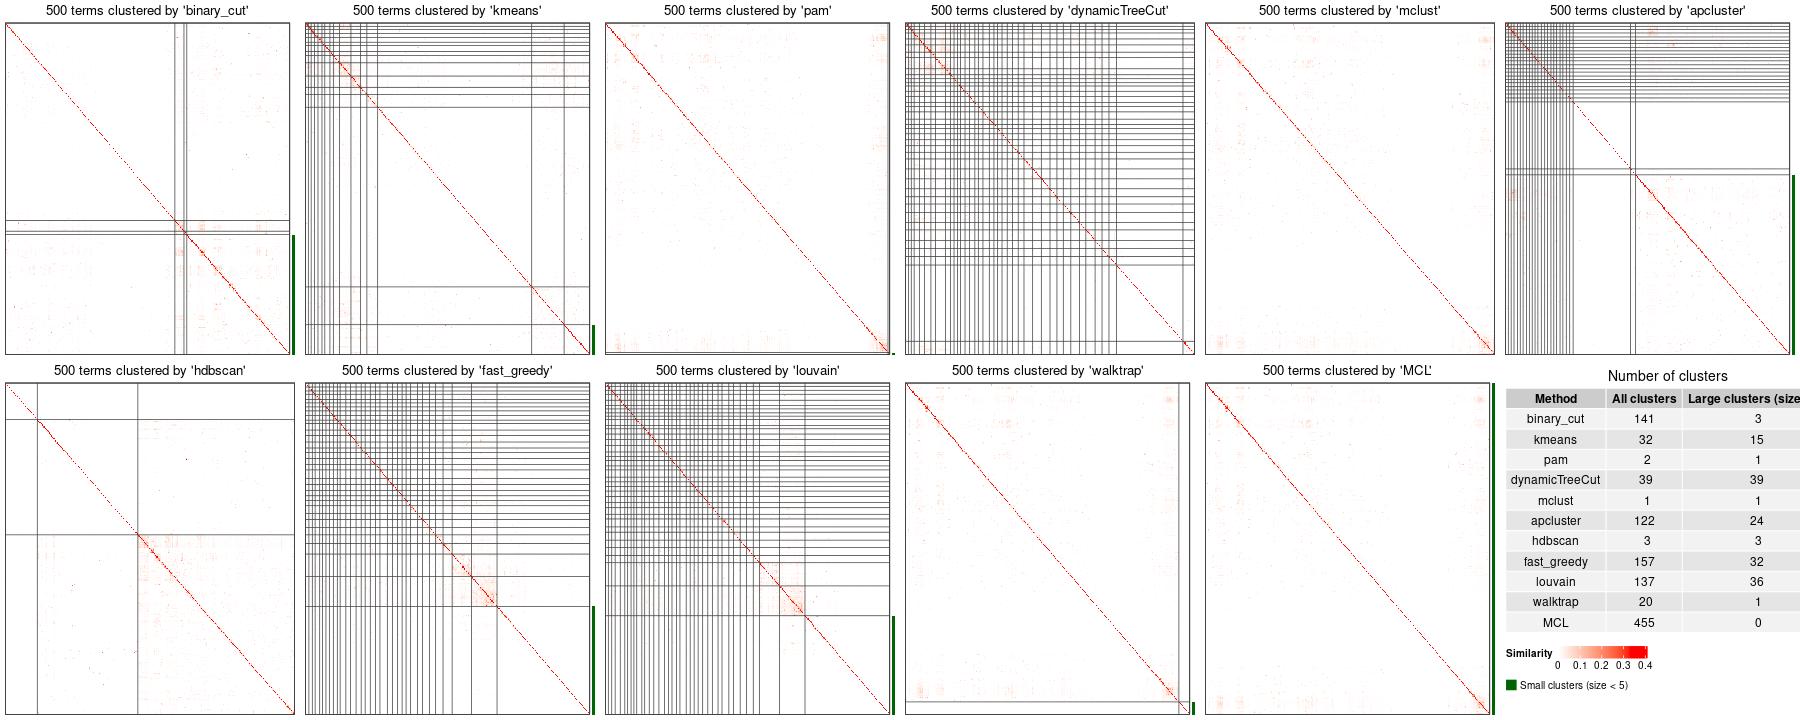 500 terms clustered by 'binary_cut'
500 terms clustered by 'kmeans'
500 terms clustered by 'pam'
500 terms clustered by 'dynamicTreeCut'
500 terms clustered by 'mclust'
500 terms clustered by 'apcluster'
500 terms clustered by 'hdbscan'
500 terms clustered by 'fast_greedy'
500 terms clustered by 'louvain'
500 terms clustered by 'walktrap'
500 terms clustered by 'MCL'
Number of clusters
Method All clusters Large clusters (size
binary_cut 141 3
kmeans 32 15
pam 2 1
dynamicTreeCut 39 39
mclust 1 1
apcluster 122 24
hdbscan 3 3
fast_greedy 157 32
louvain 137 36
walktrap 20 1
MCL 455 0
Similarity
0 0.1 0.2 0.3 0.4
Small clusters (size < 5)